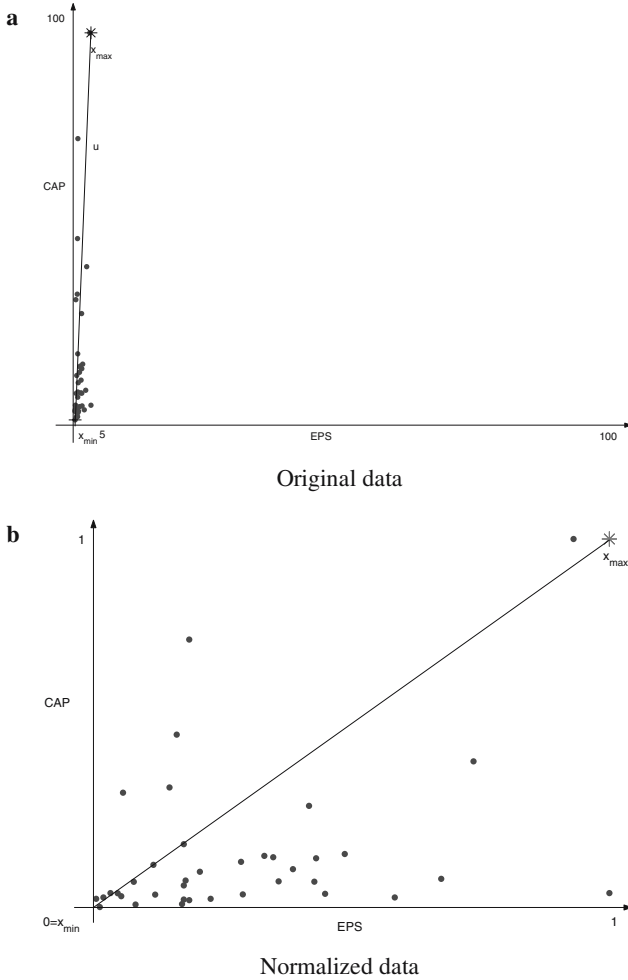 a
100
x max
u
CAP
x min 5
EPS
100
Original data
b
1
x max
CAP
0=x min
EPS
1
Normalized data